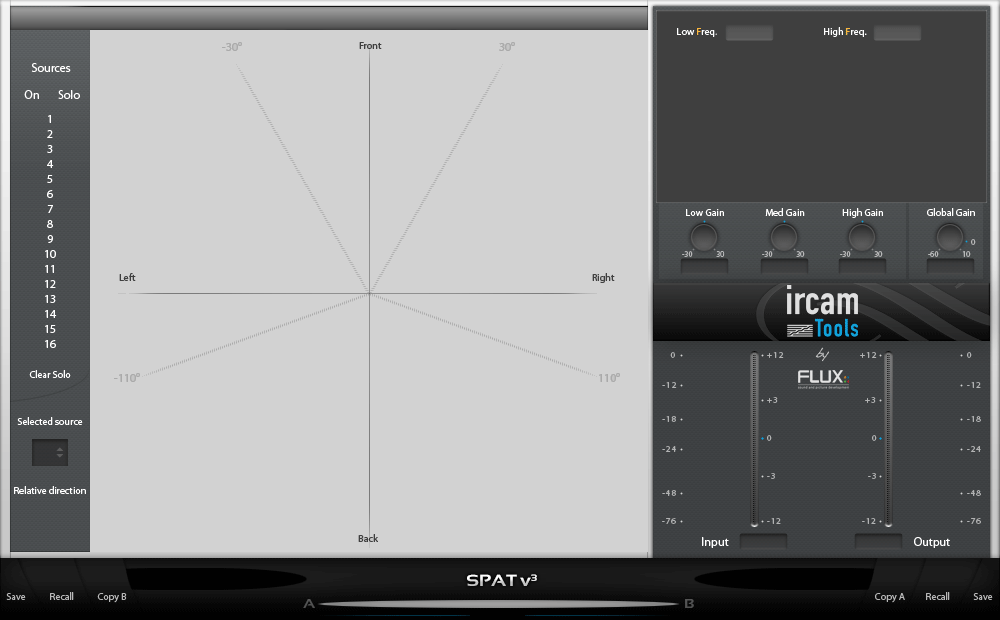 Sources
On Solo
1
2
3
4
5
6
7
8
9
10
11
12
13
14
15
16
Clear Solo
Selected source
Relative direction
-30° Front 30°
Left Right
-110° 110°
Back
Low Freq. High Freq.
Low Gain Med Gain High Gain Global Gain
0
-30 30 -30 30 -30 30 -60 10
ircam
Tools
by
FLUX::
0 +12 +12 0
-12 +3 +3 -12
-18 0 0 -18
-24 -3 -3 -24
-48 -48
-76 -12 -12 -76
Input Output
SPAT v3
Save Recall Copy B A B Copy A Recall Save